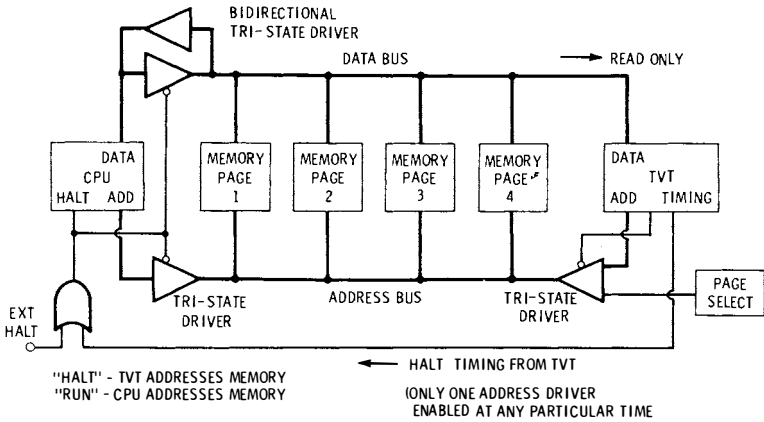 BIDIRECTIONAL
TRI-STATE DRIVER
DATA BUS
READ ONLY
DATA
CPU
HALT ADD
MEMORY
PAGE
1
MEMORY
PAGE
2
MEMORY
PAGE
3
MEMORY
PAGE
4
DATA
TVT
ADD TIMING
TRI-STATE
DRIVER
ADDRESS BUS
TRI-STATE
DRIVER
PAGE
SELECT
EXT
HALT
HALT TIMING FROM TVT
"HALT" - TVT ADDRESSES MEMORY
"RUN" - CPU ADDRESSES MEMORY
(ONLY ONE ADDRESS DRIVER
ENABLED AT ANY PARTICULAR TIME